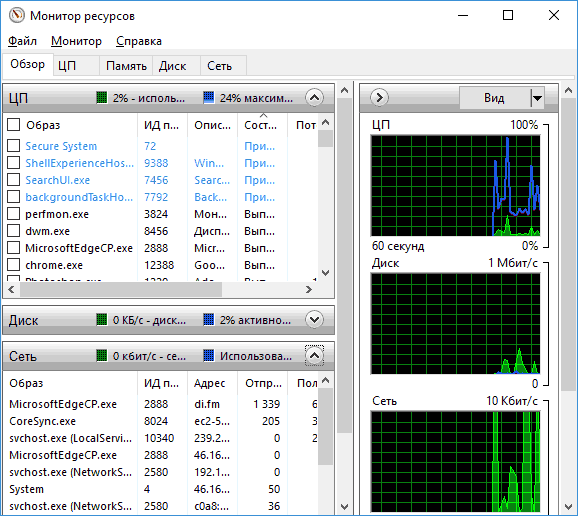 Монитор ресурсов
Файл Монитор Справка
Обзор ЦП Память Диск Сеть
ЦП 2% - исполь... 24% максим...
Образ ИД п... Опис... Сост... Пот
Secure System 72 При...
ShellExperienceHos... 9388 Win... При...
SearchUI.exe 7456 Searc... При...
backgroundTaskHo... 7792 Back... При...
perfmon.exe 3824 Мон... Вып...
dwm.exe 8456 Дисп... Вып...
MicrosoftEdgeCP.exe 2888 Micr... Вып...
chrome.exe 12388 Goo... Вып...
Диск 0 КБ/с - диск... 2% активно...
Сеть 0 кбит/с - се... Использова...
Образ ИД п... Адрес Отпр... Пол
MicrosoftEdgeCP.exe 2888 di.fm 1 339 6
CoreSync.exe 8024 ec2-5... 205 3
svchost.exe (LocalServi... 10340 239.2... 0 2
MicrosoftEdgeCP.exe 2888 46.16... 0
svchost.exe (NetworkS... 2580 192.1... 0
System 4 46.16... 50
svchost.exe (NetworkS... 2580 c0a8:... 36
Вид
ЦП 100%
60 секунд 0%
Диск 1 Мбит/с
0
Сеть 10 Кбит/с